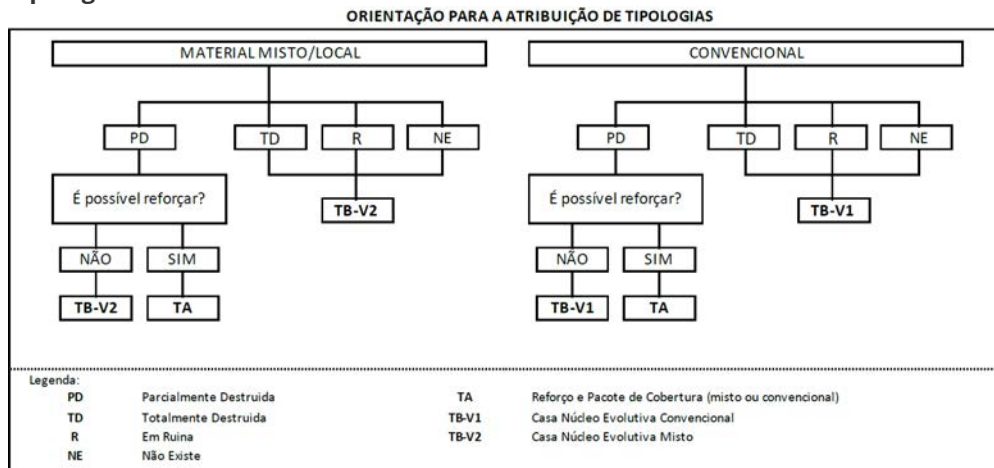 ORIENTAÇÃO PARA A ATRIBUIÇÃO DE TIPOLOGIAS
MATERIAL MISTO/LOCAL CONVENCIONAL
PD TD R NE PD TD R NE
É possível reforçar? TB-V2 É possível reforçar? TB-V1
NÃO SIM NÃO SIM
TB-V2 TA TB-V1 TA
Legenda:
PD Parcialmente Destruida TA Reforço e Pacote de Cobertura (misto ou convencional)
TD Totalmente Destruida TB-V1 Casa Núcleo Evolutiva Convencional
R Em Ruina TB-V2 Casa Núcleo Evolutiva Misto
NE Não Existe